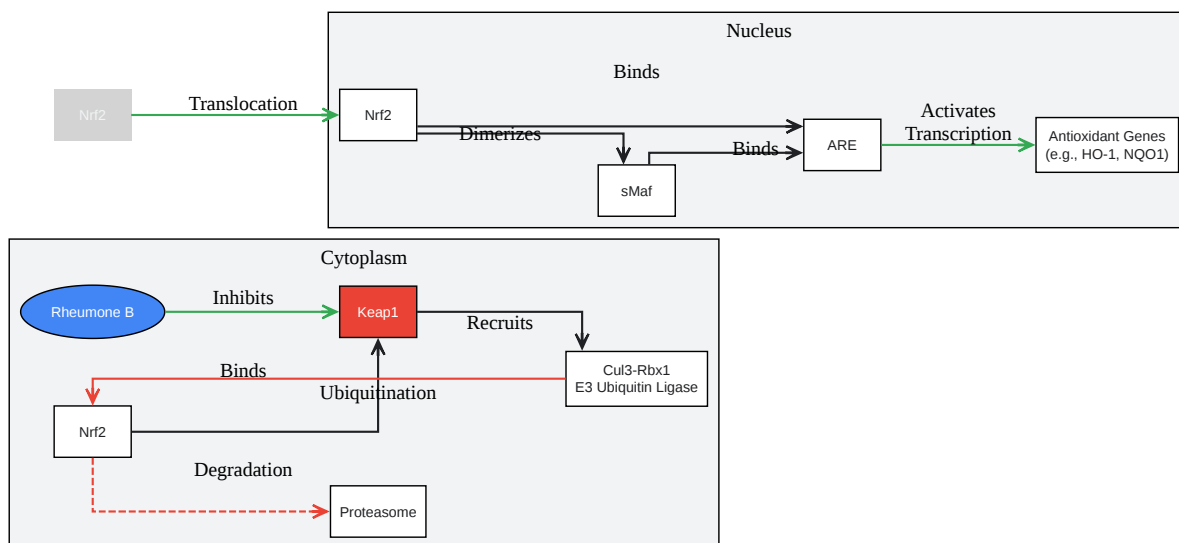 Nucleus
Binds
Nrf2
Translocation
Nrf2
Dimerizes
Binds
ARE
Activates
Transcription
Antioxidant Genes
(e.g., HO-1, NQO1)
sMaf
Cytoplasm
Rheumone B
Inhibits
Keap1
Recruits
Cul3-Rbx1
E3 Ubiquitin Ligase
Binds
Ubiquitination
Nrf2
Degradation
Proteasome